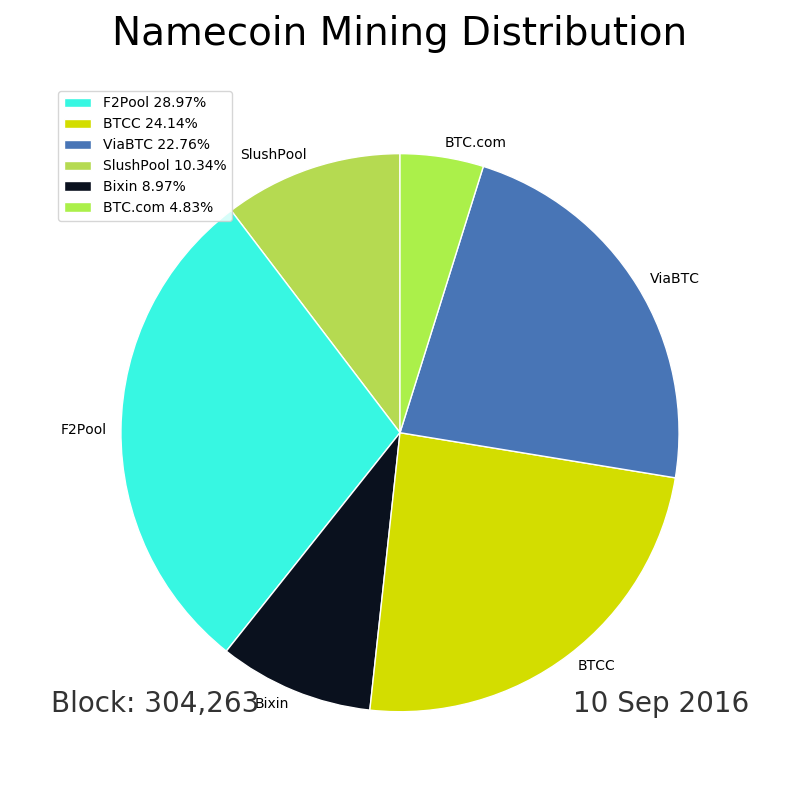 Namecoin Mining Distribution
F2Pool 28.97%
BTCC 24.14%
ViaBTC 22.76%
SlushPool 10.34%
Bixin 8.97%
BTC.com 4.83%
BTC.com
SlushPool
ViaBTC
F2Pool
BTCC
Bixin
Block: 304,263
10 Sep 2016